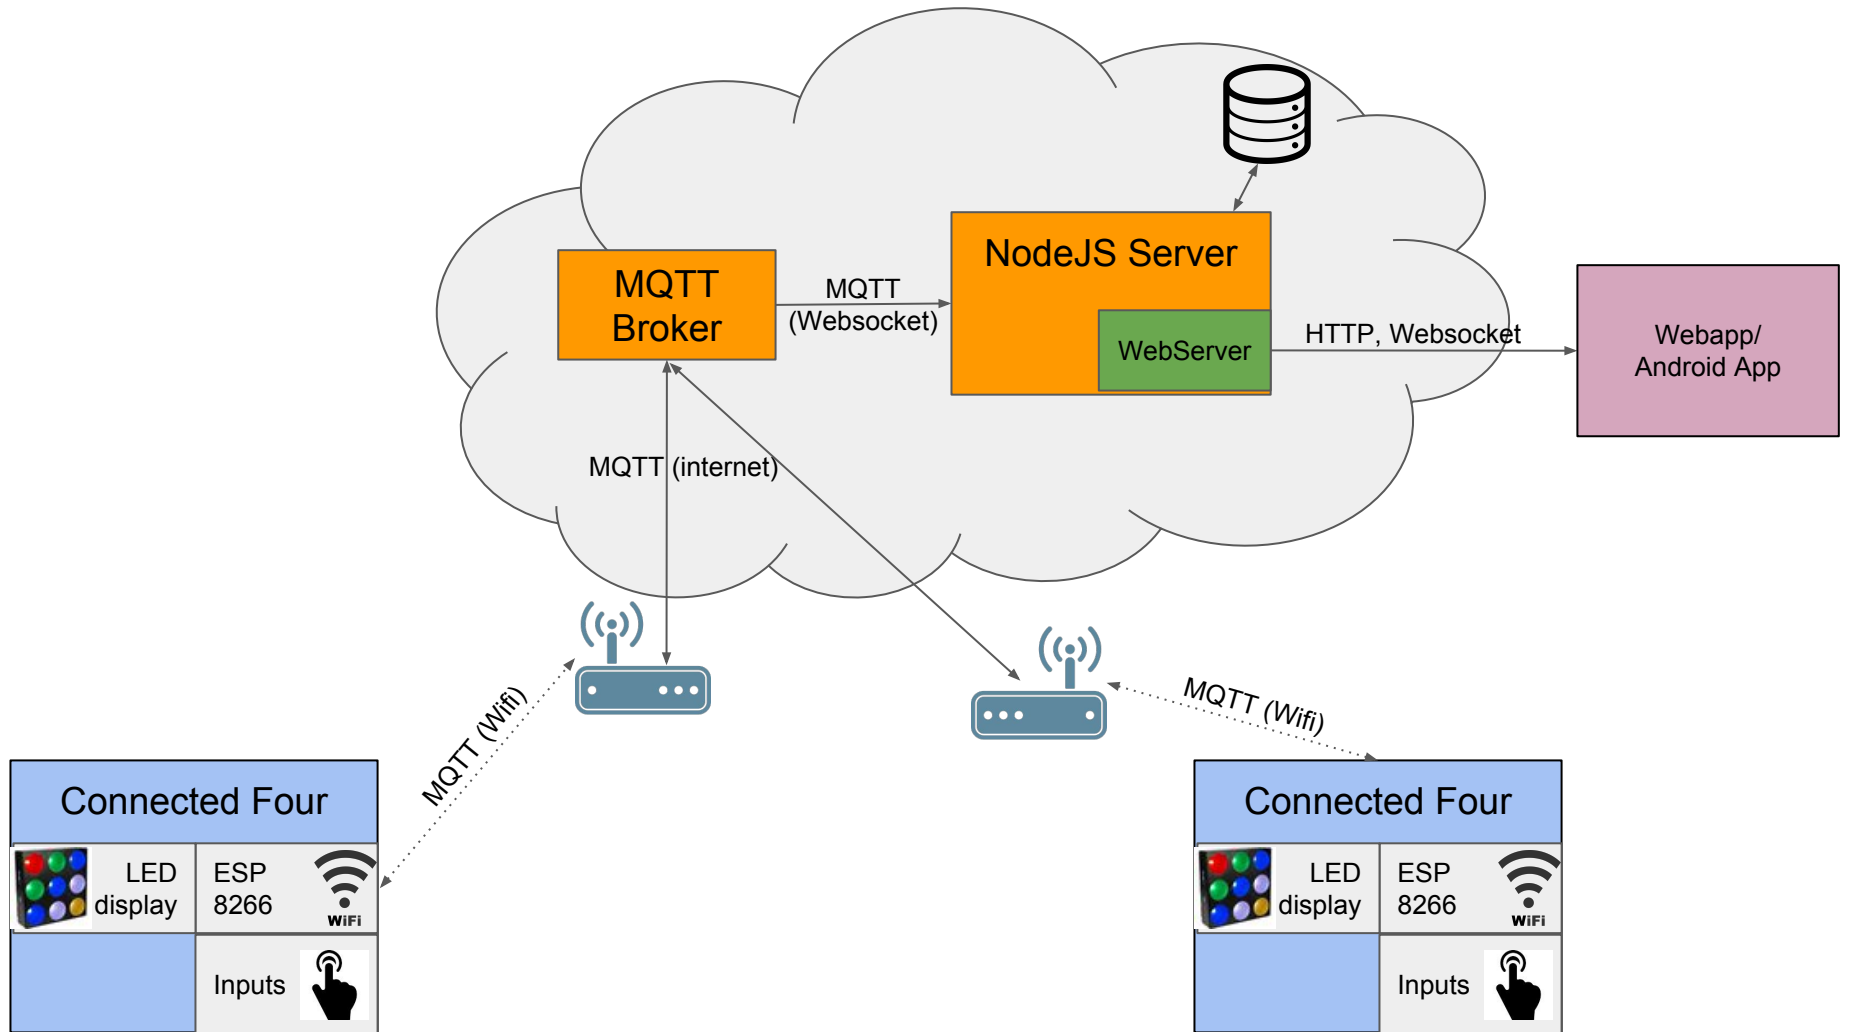 NodeJS Server
MQTT
Broker
MQTT
(Websocket)
WebServer
HTTP, Websocket
Webapp/
Android App
MQTT (internet)
MQTT (Wifi)
MQTT (Wifi)
Connected Four
LED
display
ESP
8266
WiFi
Inputs
Connected Four
LED
display
ESP
8266
WiFi
Inputs